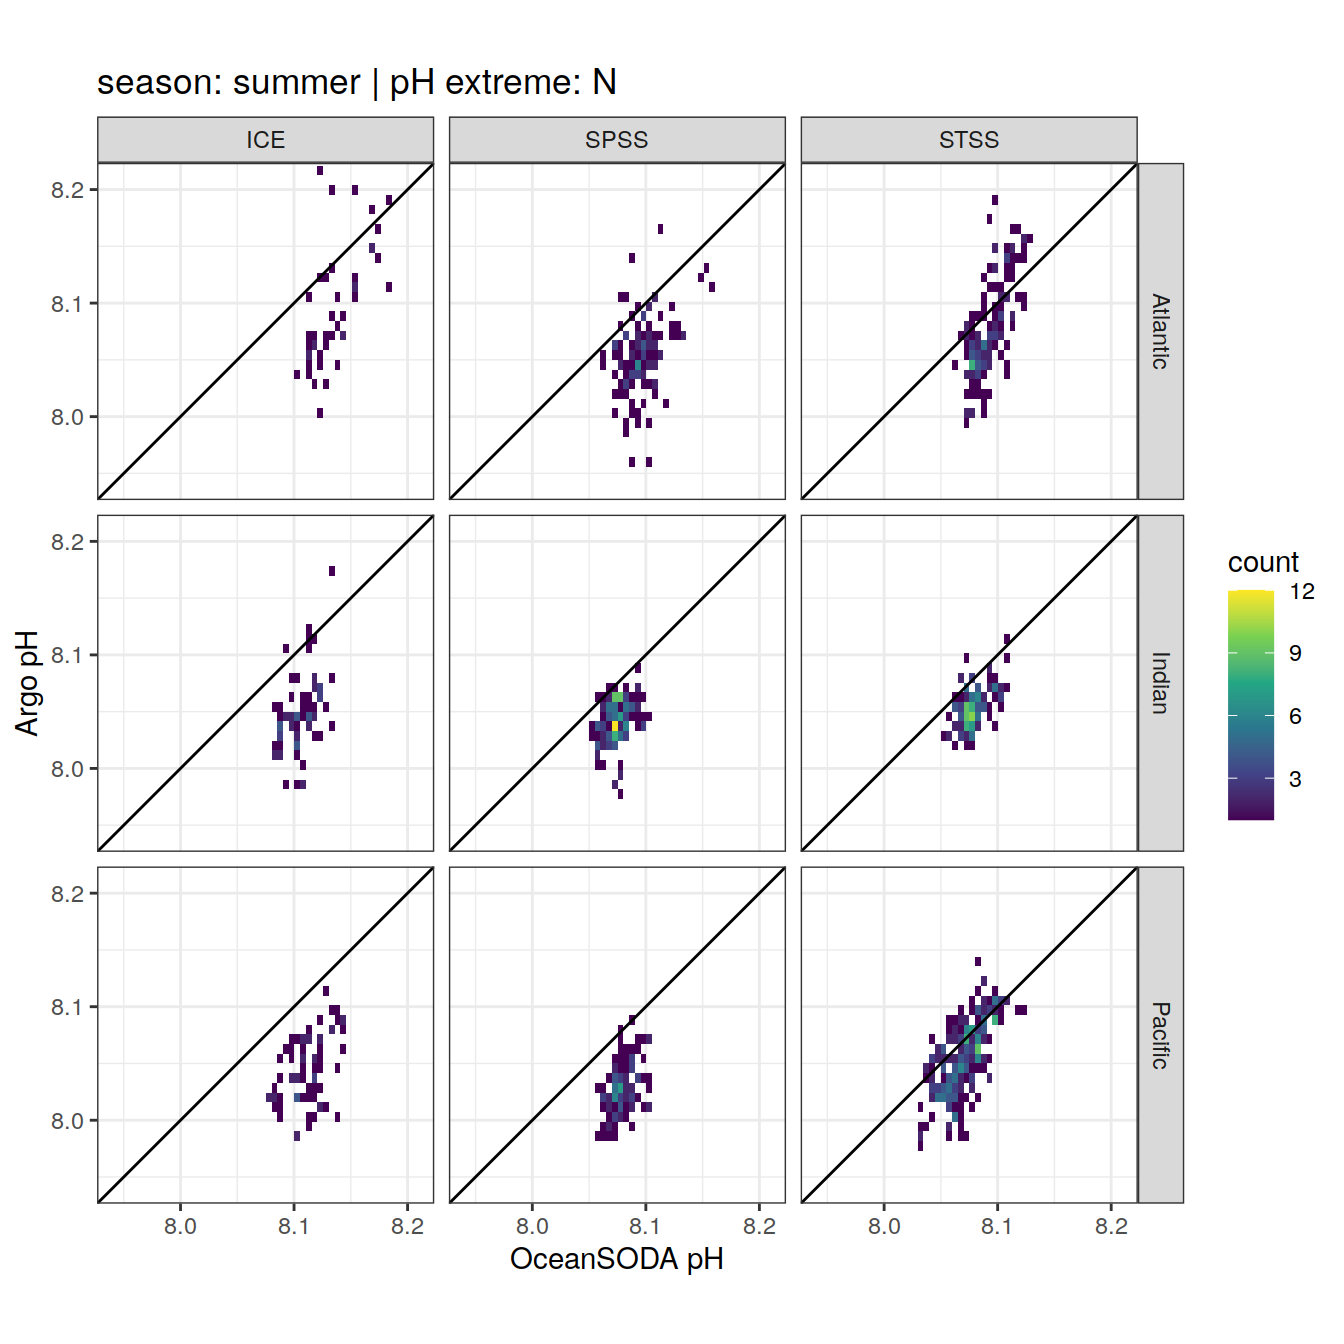 season: summer | pH extreme: N
ICE SPSS STSS
8.2
8.1
8.0
Atlantic
8.2
8.1
8.0
Indian
8.2
8.1
8.0
Pacific
Argo pH
8.0 8.1 8.2 8.0 8.1 8.2 8.0 8.1 8.2
OceanSODA pH
count
12
9
6
3